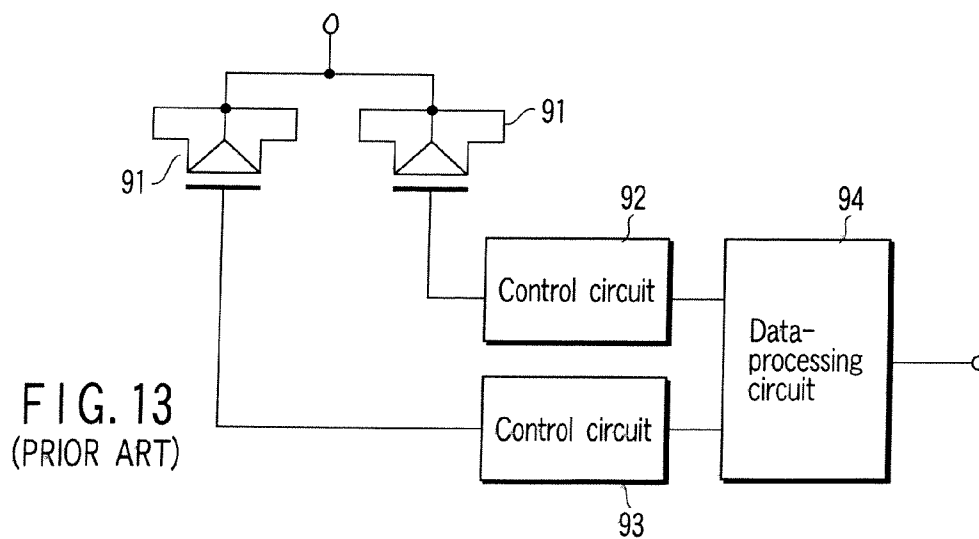 91
91
92
94
Control circuit
Data-
processing
circuit
Control circuit
93
FIG. 13
(PRIOR ART)